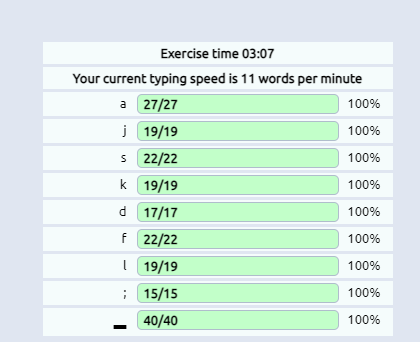 Exercise time 03:07
Your current typing speed is 11 words per minute
a 27/27 100%
j 19/19 100%
s 22/22 100%
k 19/19 100%
d 17/17 100%
f 22/22 100%
l 19/19 100%
; 15/15 100%
▂ 40/40 100%